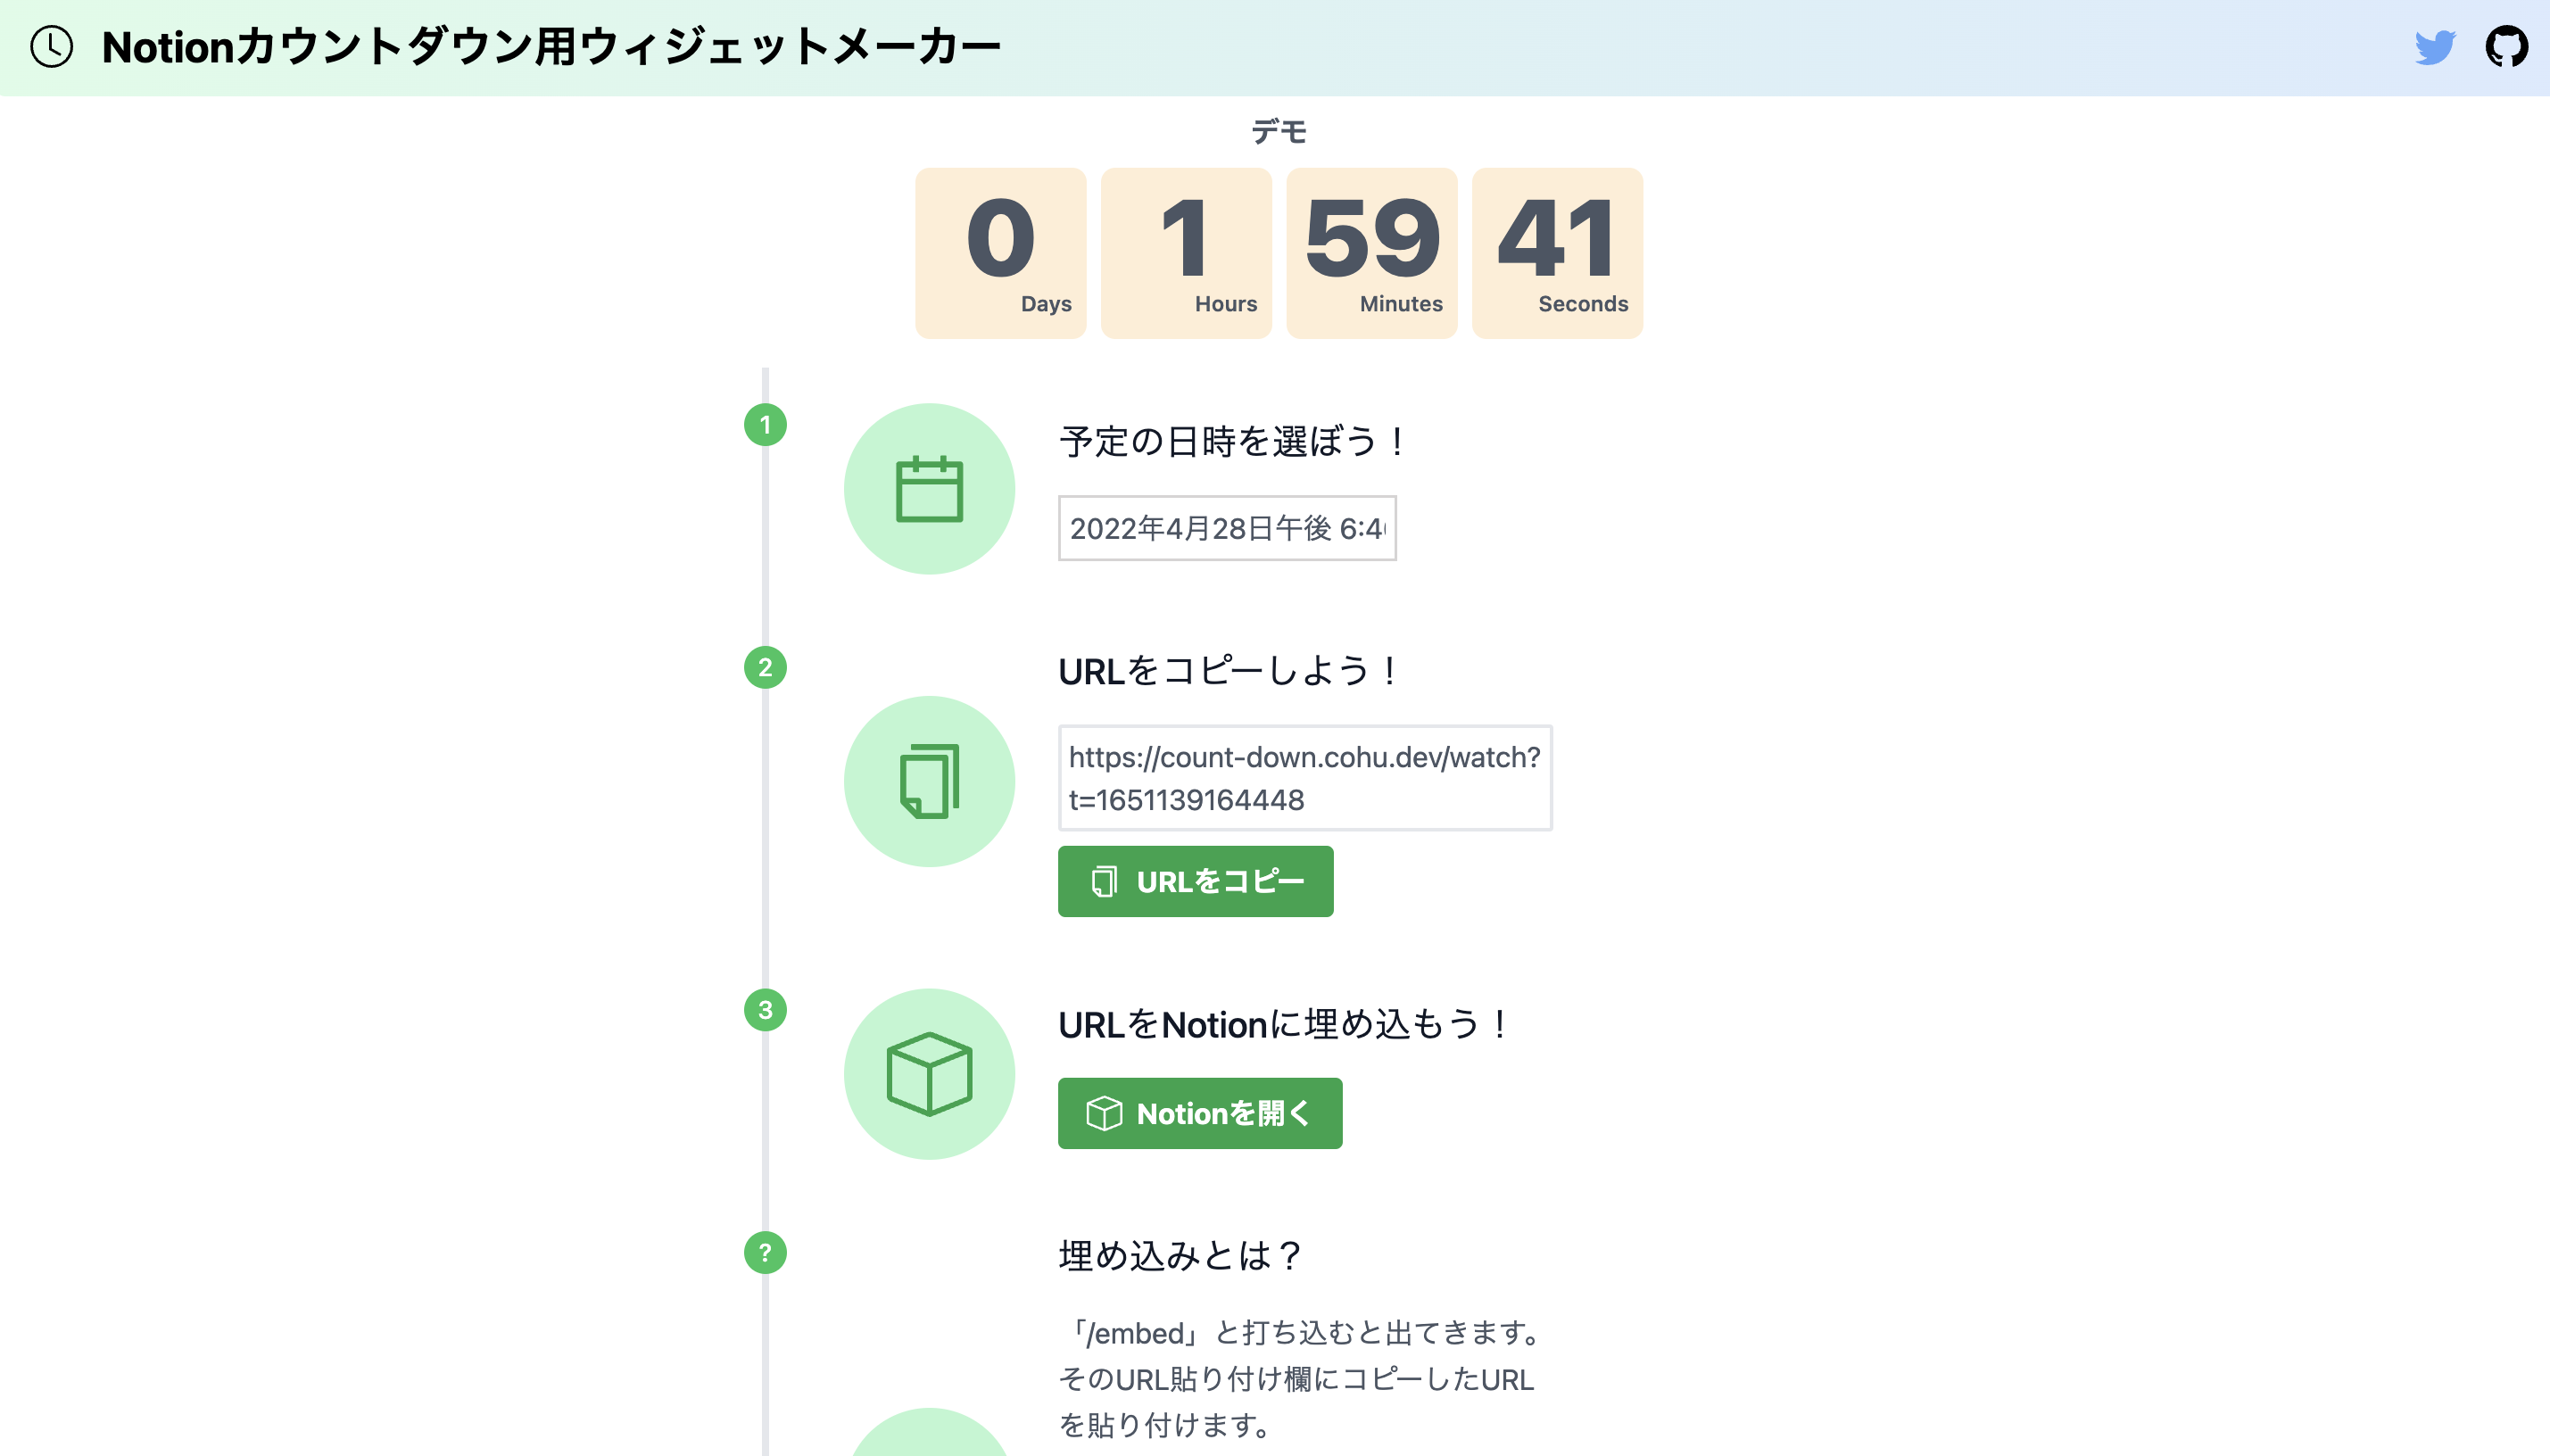 Notionカウントダウン用ウィジェットメーカー
デモ
0
Days
1
Hours
59
Minutes
41
Seconds
1
予定の日時を選ぼう！
2022年4月28日午後 6:4
2
URLをコピーしよう！
https://count-down.cohu.dev/watch?
t=1651139164448
URLをコピー
3
URLをNotionに埋め込もう！
Notionを開く
?
埋め込みとは？
「/embed」と打ち込むと出てきます。
そのURL貼り付け欄にコピーしたURL
を貼り付けます。